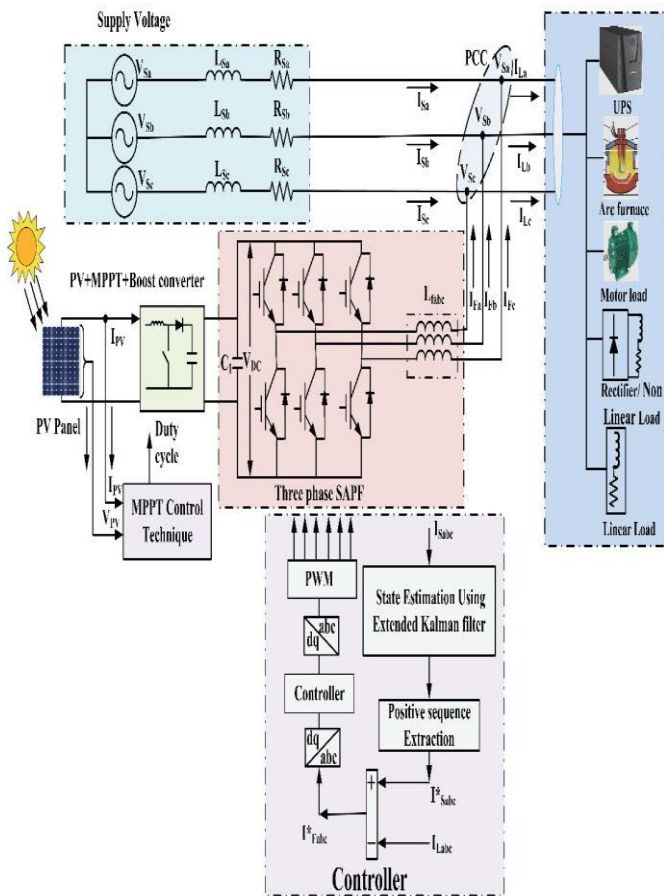 Supply Voltage
V_Sa
L_Sa
R_Sa
V_Sb
L_Sb
R_Sb
V_Sc
L_Sc
R_Sc
PCC
V_Sa
I_La
I_Sa
V_Sb
I_Sb
I_Lb
V_Sc
I_Sc
I_Lc
UPS
Arc furnace
Motor load
Rectifier/ Non
Linear Load
Linear Load
PV+MPPT+Boost converter
I_PV
PV Panel
Duty
cycle
I_PV
V_PV
MPPT Control
Technique
C_1
V_DC
L_fabc
I_Fa
I_Fb
I_Fc
Three phase SAPF
I_Sabc
PWM
State Estimation Using
Extended Kalman filter
abc
dq
Controller
Positive sequence
Extraction
dq
abc
+
I*_Sabc
I*_Fabc
−
I_Labc
Controller